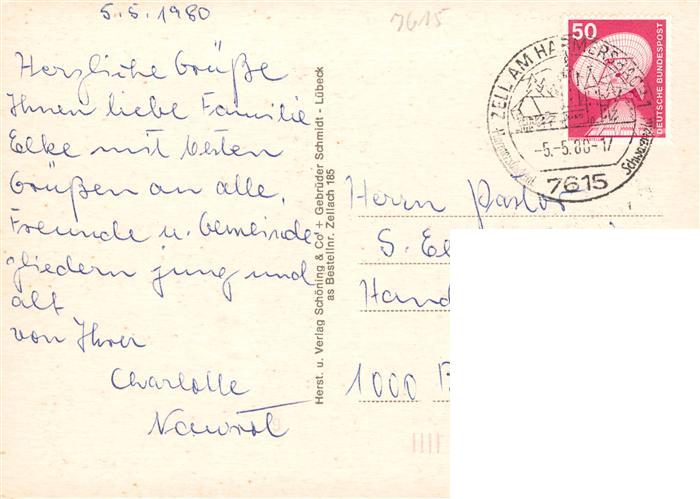 5.5.1980
7615
Herzliche Grüße
Ihnen liebe Familie
Elke mit besten
Grüßen an alle,
Freunde u. Gemeinde-
gliedern jung und
alt
von Ihrer
Charlotte
Herst. u. Verlag Schöning & Co + Gebrüder Schmidt - Lübeck
as Bestellnr. Zellach 185
50
DEUTSCHE BUNDESPOST
ZELL AM HARMERSBACH 1
-5.-5.80-17
7615
Herrn Pastor
S. El
Hand
1000 B